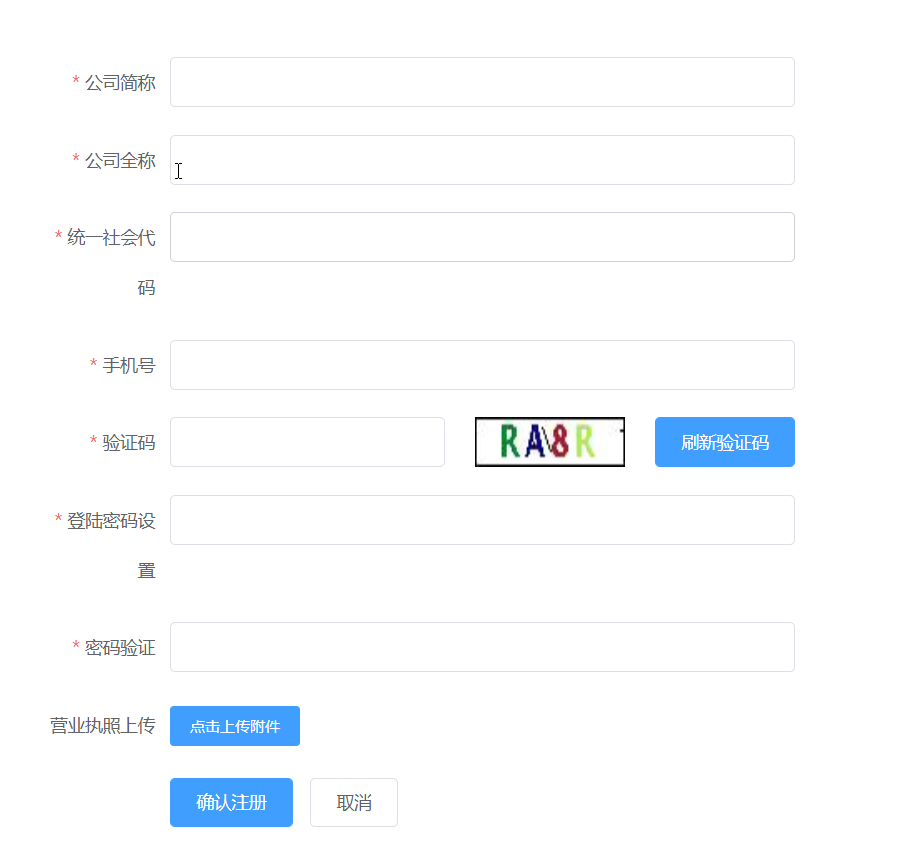 * 公司简称
* 公司全称
* 统一社会代
码
* 手机号
* 验证码 RA8R 刷新验证码
* 登陆密码设
置
* 密码验证
营业执照上传 点击上传附件
确认注册 取消